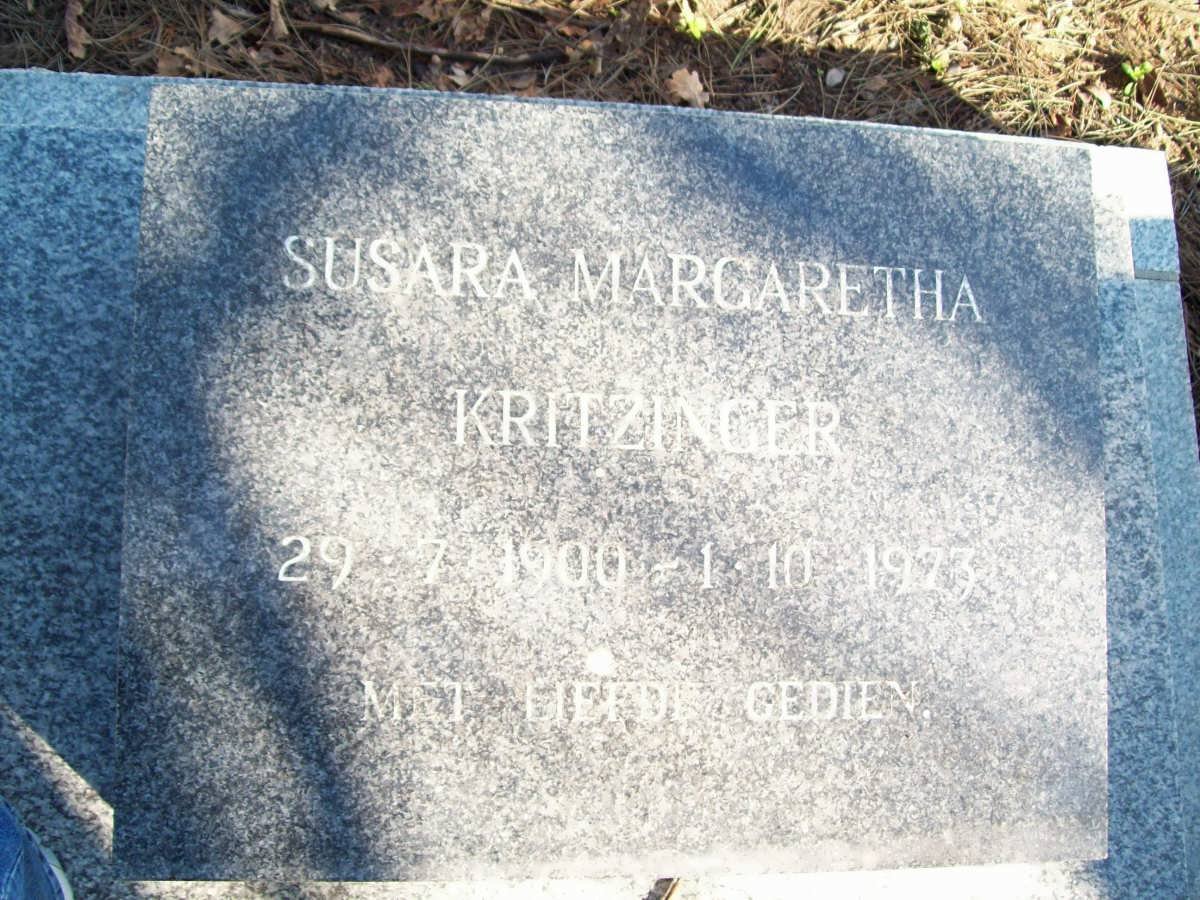 SUSARA MARGARETHA
KRITZINGER
29 · 7 · 1900 – 1 · 10 · 1973
MET LIEFDE GEDIEN.